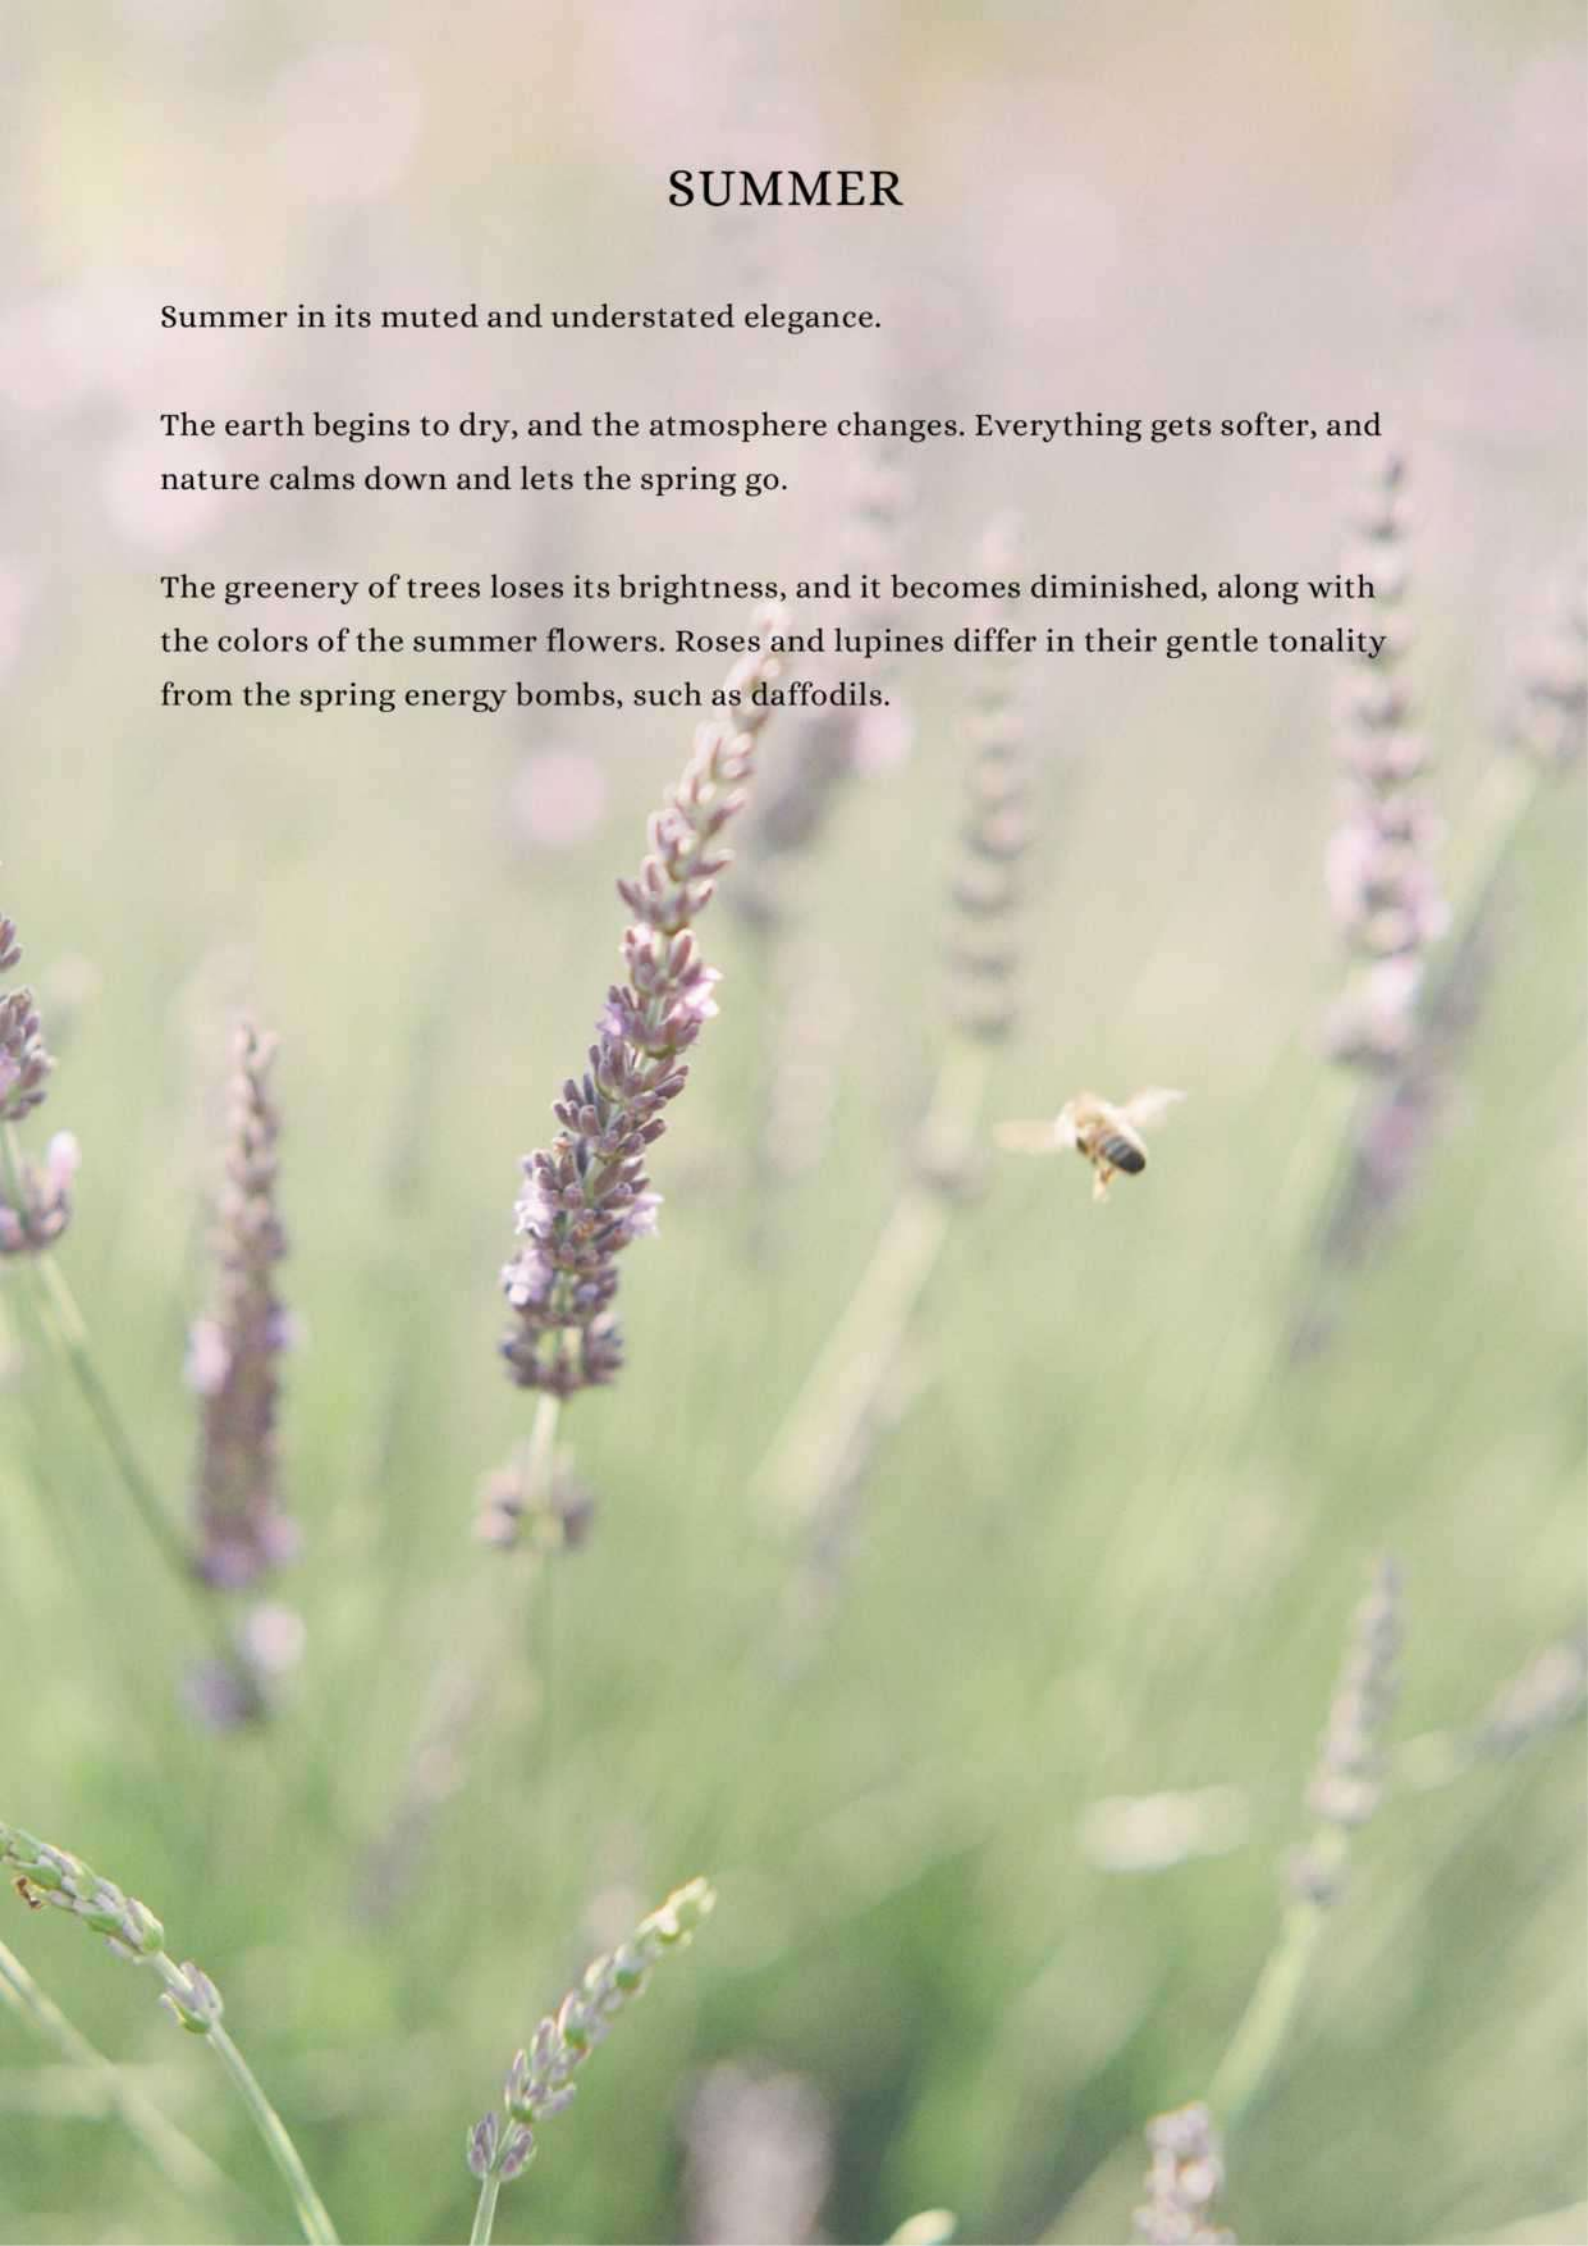 SUMMER
Summer in its muted and understated elegance.
The earth begins to dry, and the atmosphere changes. Everything gets softer, and
nature calms down and lets the spring go.
The greenery of trees loses its brightness, and it becomes diminished, along with
the colors of the summer flowers. Roses and lupines differ in their gentle tonality
from the spring energy bombs, such as daffodils.